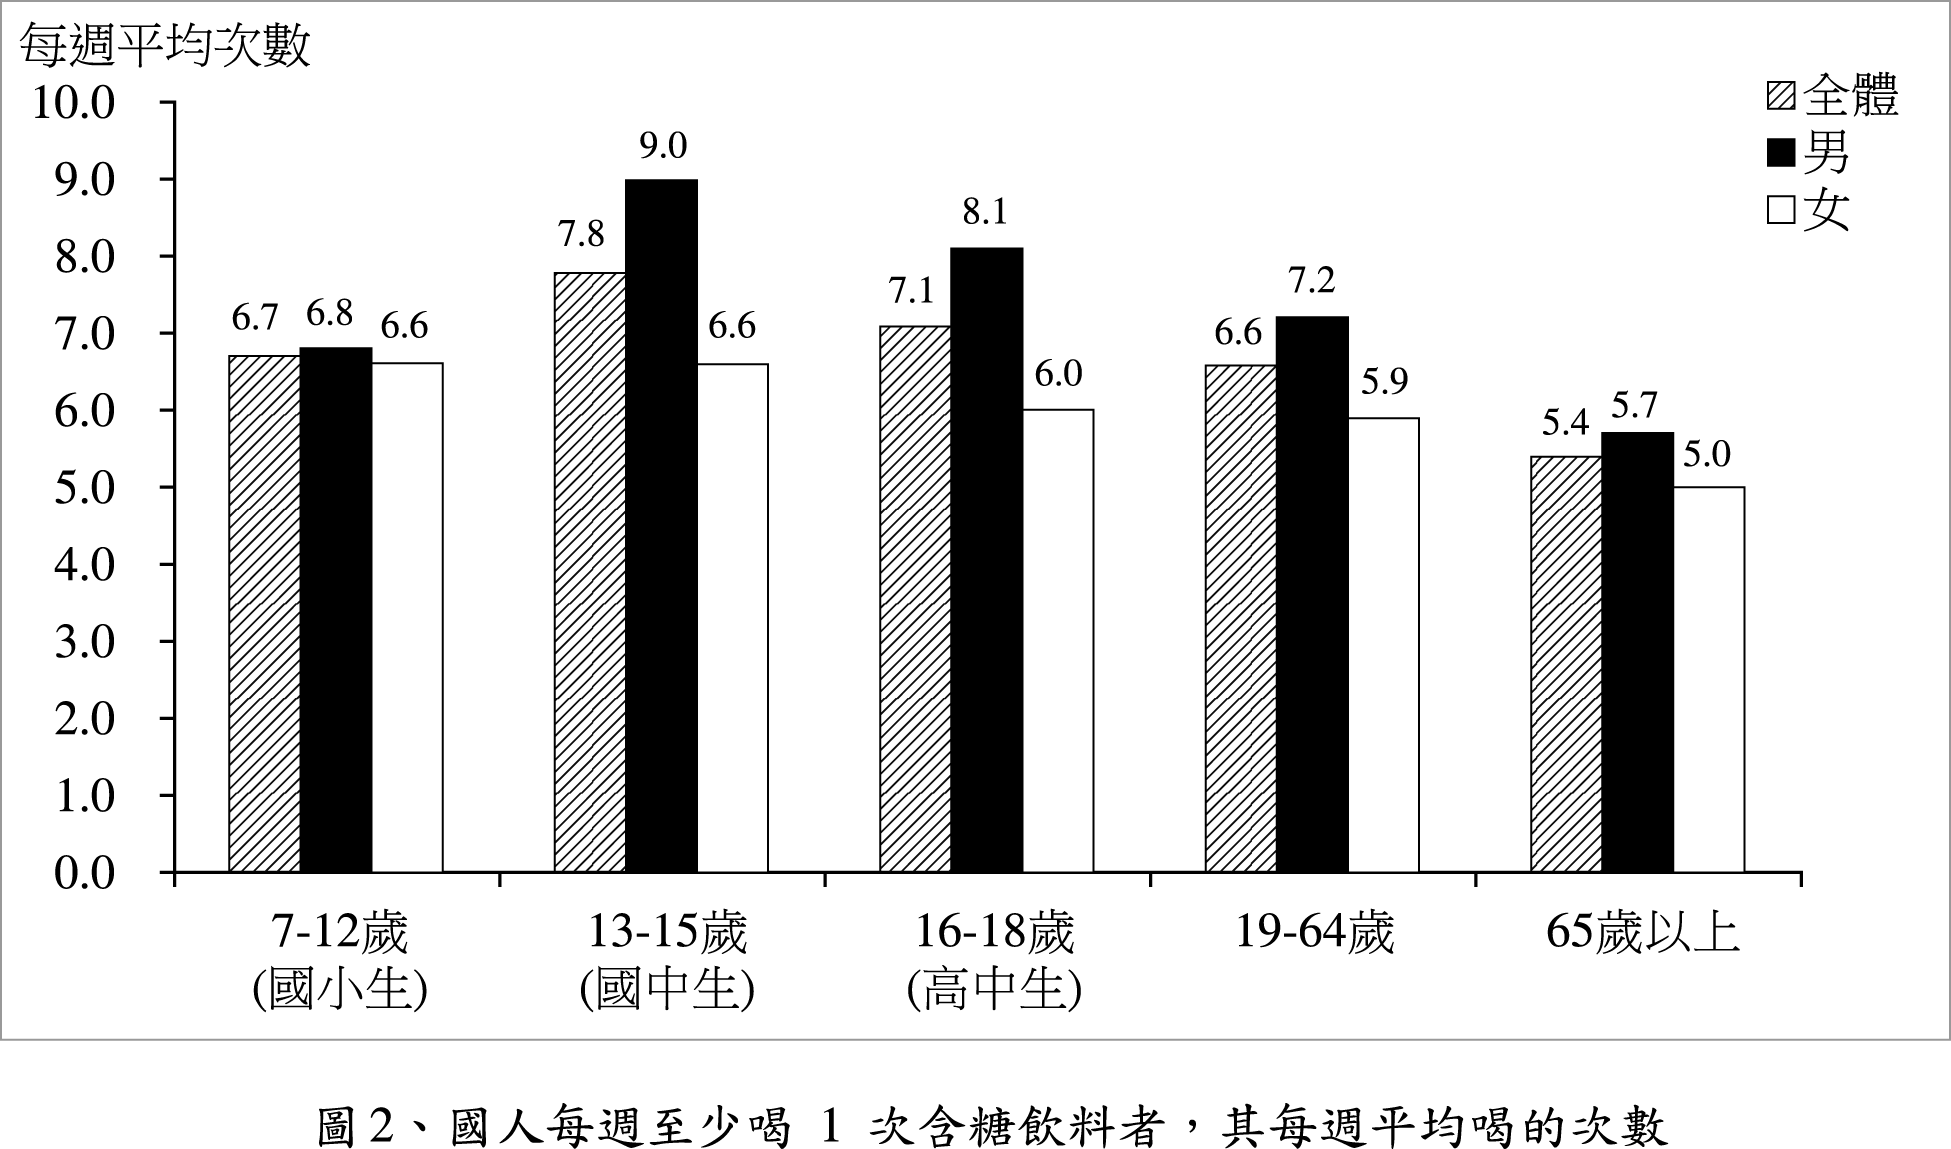 每週平均次數
全體
男
女
10.0
9.0
8.0
7.0
6.0
5.0
4.0
3.0
2.0
1.0
0.0
6.7 6.8 6.6
7.8 9.0 6.6
7.1 8.1 6.0
6.6 7.2 5.9
5.4 5.7 5.0
7-12歲
(國小生)
13-15歲
(國中生)
16-18歲
(高中生)
19-64歲
65歲以上
圖2、國人每週至少喝 1 次含糖飲料者，其每週平均喝的次數